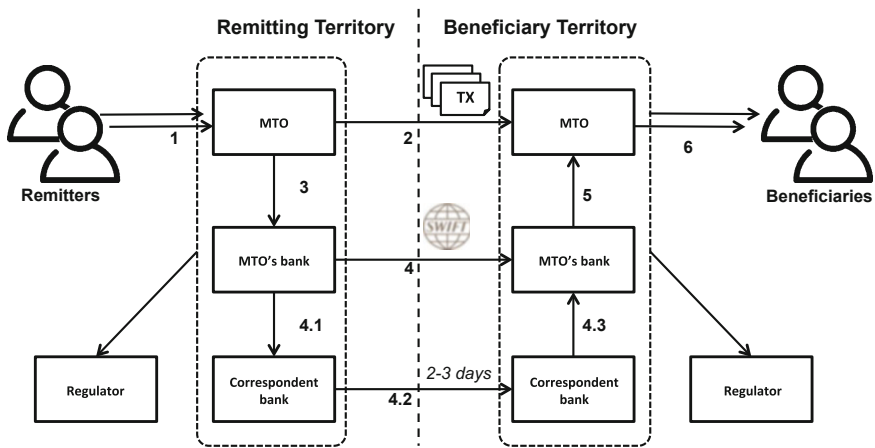 Remitting Territory
Beneficiary Territory
TX
MTO
MTO
1
2
6
Remitters
Beneficiaries
3
5
SWIFT
MTO's bank
MTO's bank
4
4.1
4.3
Regulator
Correspondent
bank
2-3 days
4.2
Correspondent
bank
Regulator